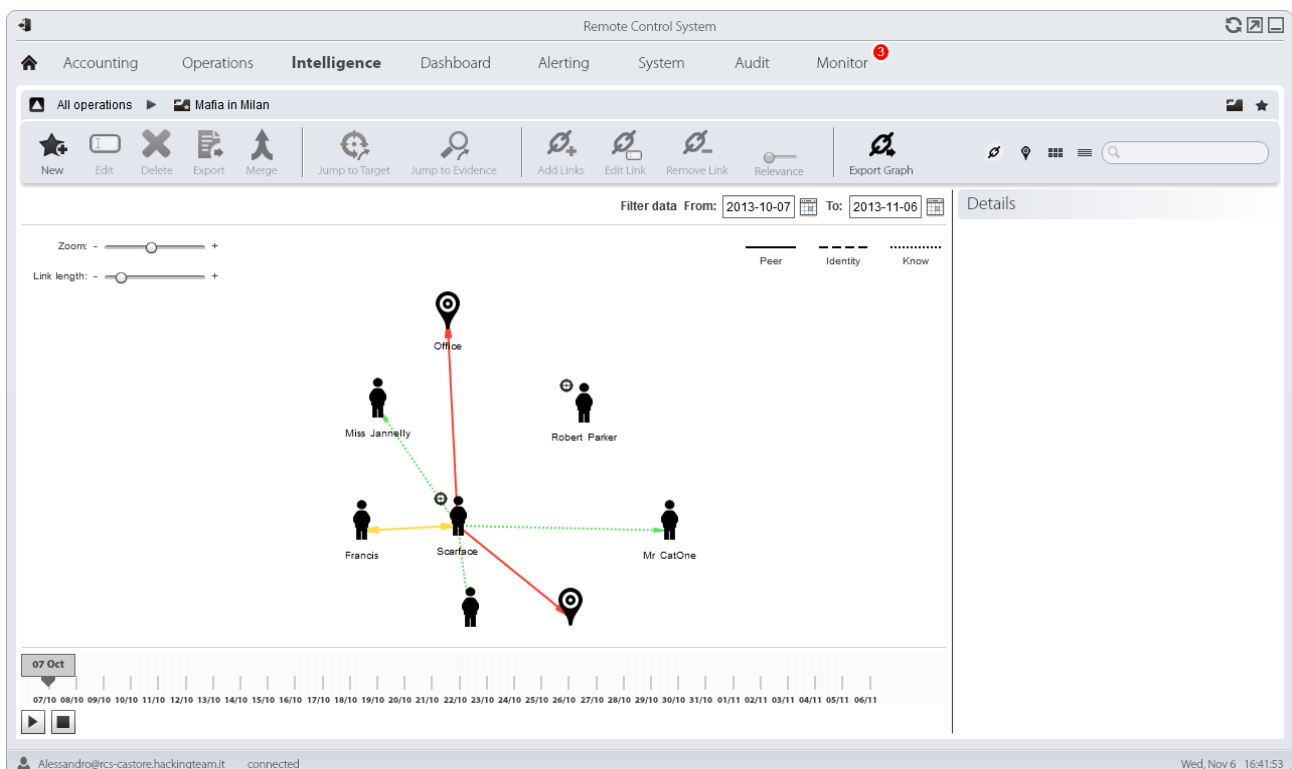 Remote Control System
Accounting Operations Intelligence Dashboard Alerting System Audit Monitor 3
All operations Mafia in Milan
New Edit Delete Export Merge Jump to Target Jump to Evidence Add Links Edit Link Remove Link Relevance Export Graph
Filter data From: 2013-10-07 To: 2013-11-06
Details
Zoom: - +
Link length: - +
Peer Identity Know
Office
Miss Jannelly
Robert Parker
Francis
Scarface
Mr CatOne
07 Oct
07/10 08/10 09/10 10/10 11/10 12/10 13/10 14/10 15/10 16/10 17/10 18/10 19/10 20/10 21/10 22/10 23/10 24/10 25/10 26/10 27/10 28/10 29/10 30/10 31/10 01/11 02/11 03/11 04/11 05/11 06/11
Alessandro@rcs-castore.hackingteam.it connected
Wed, Nov 6 16:41:53